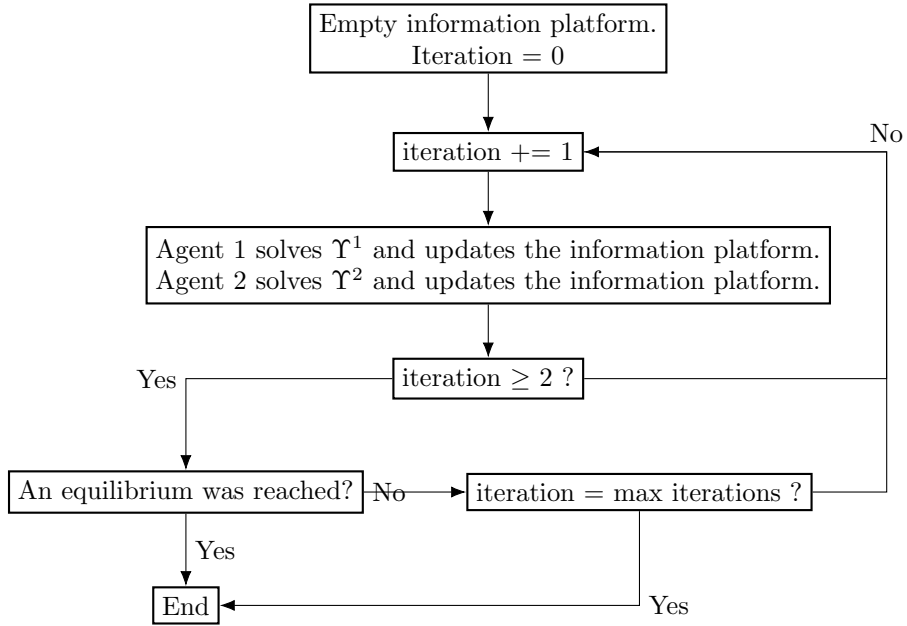 Empty information platform.
Iteration = 0
No
iteration += 1
Agent 1 solves ϒ¹ and updates the information platform.
Agent 2 solves ϒ² and updates the information platform.
Yes
iteration ≥ 2 ?
An equilibrium was reached?
No
iteration = max iterations ?
Yes
End
Yes